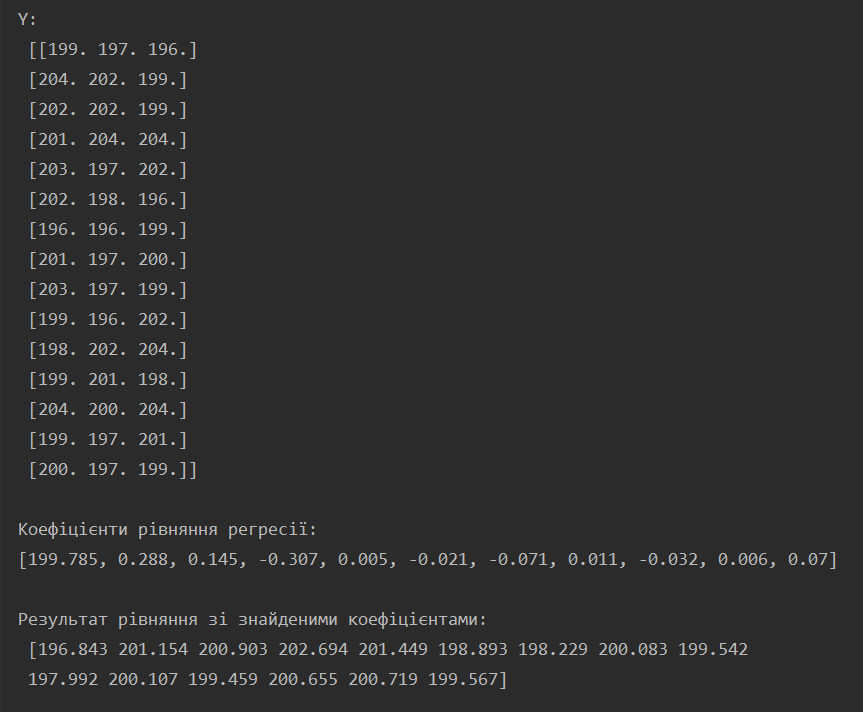 Y:
[[199. 197. 196.]
[204. 202. 199.]
[202. 202. 199.]
[201. 204. 204.]
[203. 197. 202.]
[202. 198. 196.]
[196. 196. 199.]
[201. 197. 200.]
[203. 197. 199.]
[199. 196. 202.]
[198. 202. 204.]
[199. 201. 198.]
[204. 200. 204.]
[199. 197. 201.]
[200. 197. 199.]]
Коефіцієнти рівняння регресії:
[199.785, 0.288, 0.145, -0.307, 0.005, -0.021, -0.071, 0.011, -0.032, 0.006, 0.07]
Результат рівняння зі знайденими коефіцієнтами:
[196.843 201.154 200.903 202.694 201.449 198.893 198.229 200.083 199.542
197.992 200.107 199.459 200.655 200.719 199.567]